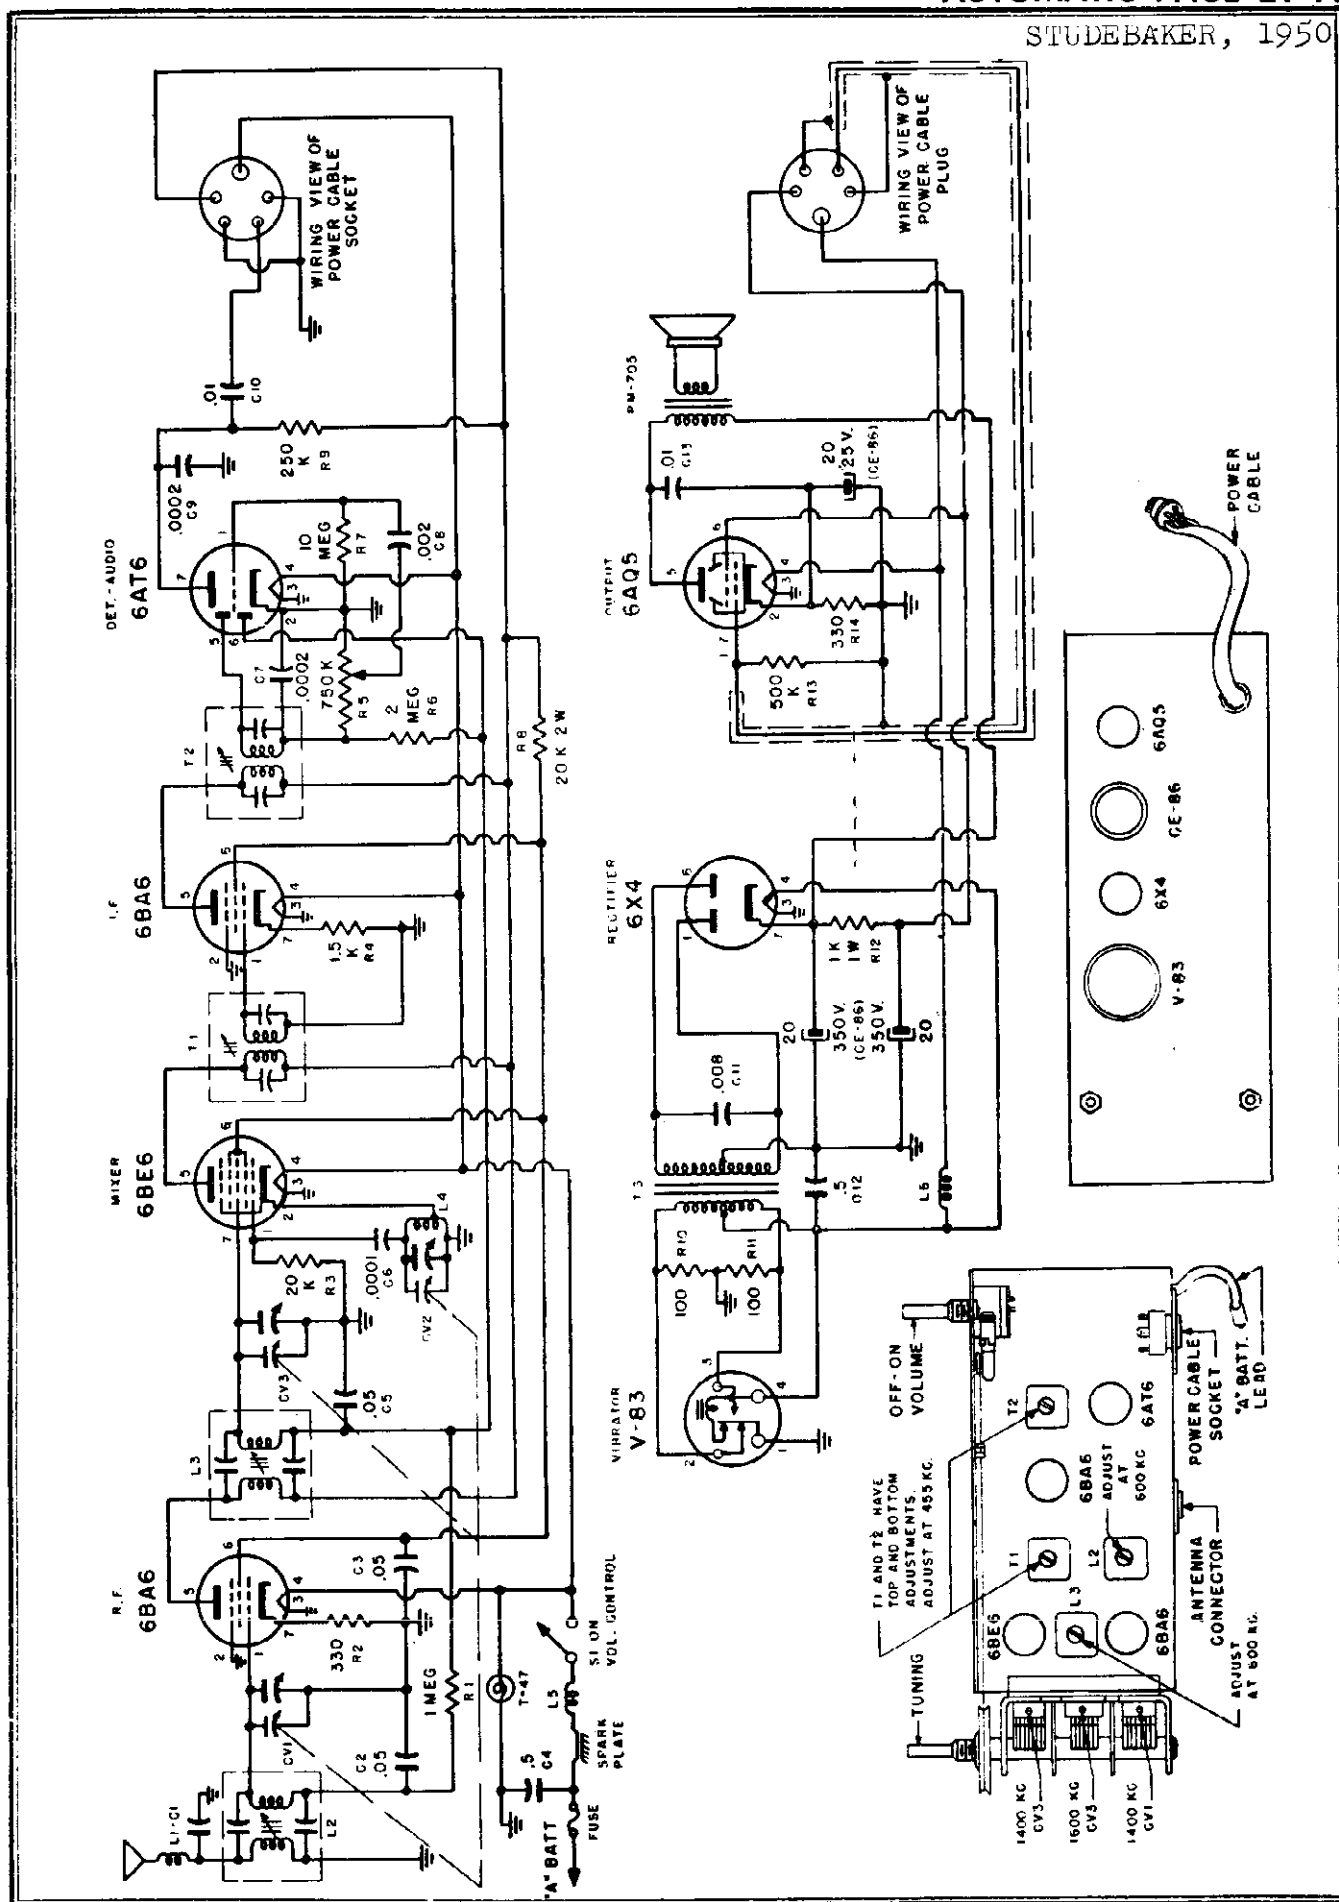 STUDEBAKER, 1950
R.F.
6BA6
MIXER
6BE6
I.F.
6BA6
DET.-AUDIO
6AT6
L1-C1
L2
CV1
C2
.05
330
R2
1 MEG
R1
C3
.05
L3
CV3
.05
C5
20
K
R3
.0001
C6
CV2
L4
T1
1.5
K
R4
T2
C7
.0002
750 K
R5
2
MEG
R6
10
MEG
R7
.002
C8
.0002
C9
250
K
R9
.01
C10
R8
20 K 2W
WIRING VIEW OF
POWER CABLE
SOCKET
"A" BATT
FUSE
.5
C4
SPARK
PLATE
L5
T-47
S1 ON
VOL. CONTROL
VIBRATOR
V-83
100
R10
100
R11
T3
.008
C11
.5
C12
L6
RECTIFIER
6X4
1K
1W
R12
20
350V.
(CE-86)
350V.
20
OUTPUT
6AQ5
500
K
R13
330
R14
.01
C13
20
25V.
(CE-86)
PM-705
WIRING VIEW OF
POWER CABLE
PLUG
TUNING
OFF-ON
VOLUME
T1 AND T2 HAVE
TOP AND BOTTOM
ADJUSTMENTS.
ADJUST AT 455 KC.
1400 KC
CV3
1600 KC
CV3
1400 KC
CV1
6BE6
L3
6BA6
T1
L2
6BA6
ADJUST
AT
600 KC
T2
6AT6
ADJUST
AT 600 KC.
ANTENNA
CONNECTOR
POWER CABLE
SOCKET
"A" BATT.
LEAD
V-83
6X4
CE-86
6AQ5
POWER
CABLE